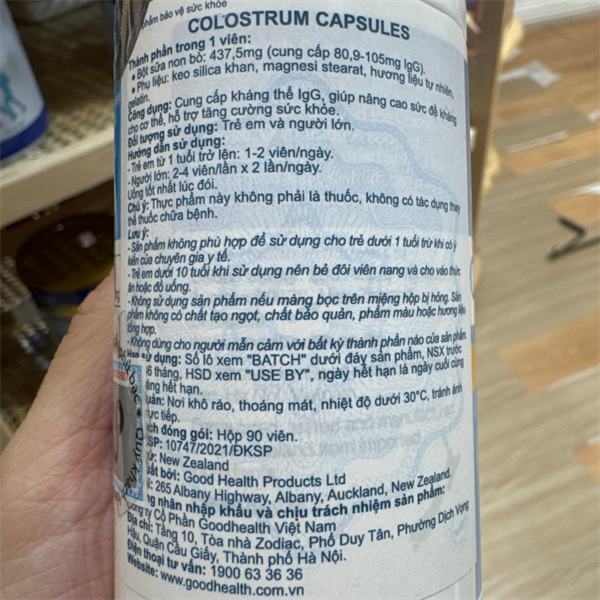 phẩm bảo vệ sức khỏe
COLOSTRUM CAPSULES
Thành phần trong 1 viên:
• Bột sữa non bò: 437,5mg (cung cấp 80,9-105mg IgG).
• Phụ liệu: keo silica khan, magnesi stearat, hương liệu tự nhiên,
gelatin.
Công dụng: Cung cấp kháng thể IgG, giúp nâng cao sức đề kháng
cho cơ thể, hỗ trợ tăng cường sức khỏe.
Đối tượng sử dụng: Trẻ em và người lớn.
Hướng dẫn sử dụng:
- Trẻ em từ 1 tuổi trở lên: 1-2 viên/ngày.
- Người lớn: 2-4 viên/lần x 2 lần/ngày.
Uống tốt nhất lúc đói.
Chú ý: Thực phẩm này không phải là thuốc, không có tác dụng thay
thế thuốc chữa bệnh.
Lưu ý:
- Sản phẩm không phù hợp để sử dụng cho trẻ dưới 1 tuổi trừ khi có ý
kiến của chuyên gia y tế.
- Trẻ em dưới 10 tuổi khi sử dụng nên bẻ đôi viên nang và cho vào thức
ăn hoặc đồ uống.
- Không sử dụng sản phẩm nếu màng bọc trên miệng hộp bị hỏng. Sản
phẩm không có chất tạo ngọt, chất bảo quản, phẩm màu hoặc hương liệu
tổng hợp.
- Không dùng cho người mẫn cảm với bất kỳ thành phần nào của sản phẩm.
Hạn sử dụng: Số lô xem "BATCH" dưới đáy sản phẩm, NSX trước
36 tháng, HSD xem "USE BY", ngày hết hạn là ngày cuối cùng
háng hết hạn.
quản: Nơi khô ráo, thoáng mát, nhiệt độ dưới 30°C, tránh ánh
trực tiếp.
ách đóng gói: Hộp 90 viên.
SP: 10747/2021/ĐKSP
xứ: New Zealand
uất bởi: Good Health Products Ltd
ỉ: 265 Albany Highway, Albany, Auckland, New Zealand.
ng nhân nhập khẩu và chịu trách nhiệm sản phẩm:
Công ty Cổ Phần Goodhealth Việt Nam
Địa chỉ: Tầng 10, Tòa nhà Zodiac, Phố Duy Tân, Phường Dịch Vọng
Hậu, Quận Cầu Giấy, Thành phố Hà Nội.
Điện thoại tư vấn: 1900 63 36 36
Website: www.goodhealth.com.vn